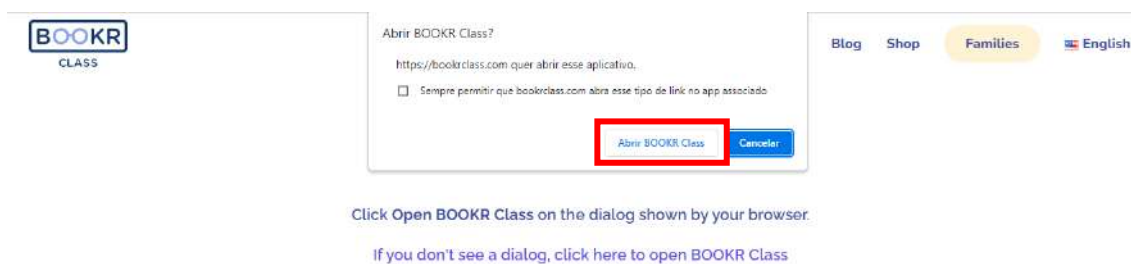 BOOKR
CLASS
Abrir BOOKR Class?
https://bookrclass.com quer abrir esse aplicativo.
Sempre permitir que bookrclass.com abra esse tipo de link no app associado
Abrir BOOKR Class
Cancelar
Blog Shop Families English
Click Open BOOKR Class on the dialog shown by your browser.
If you don't see a dialog, click here to open BOOKR Class